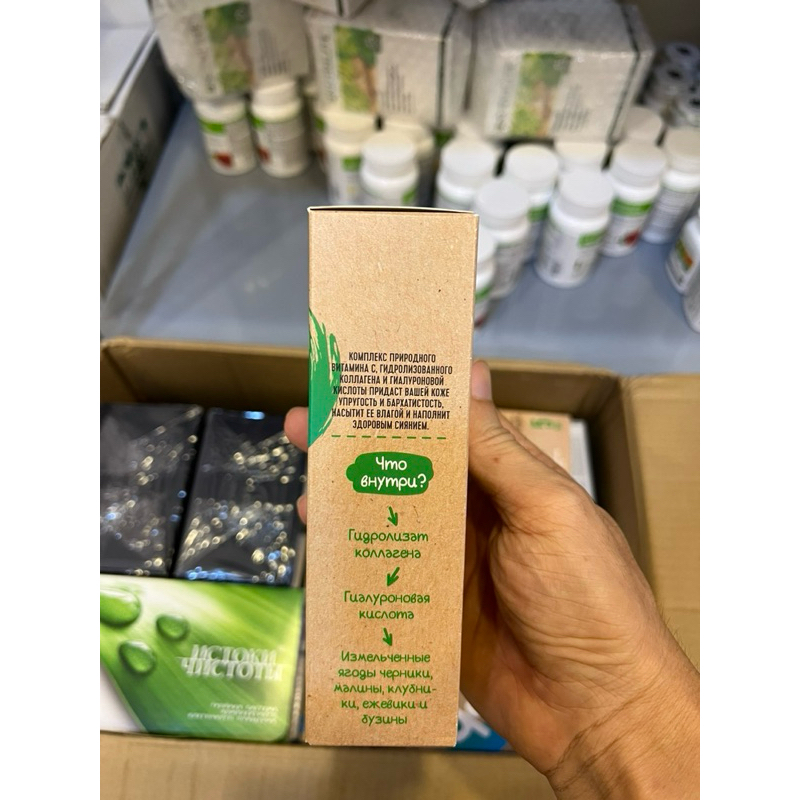 КОМПЛЕКС ПРИРОДНОГО
ВИТАМИНА С, ГИДРОЛИЗОВАННОГО
КОЛЛАГЕНА И ГИАЛУРОНОВОЙ
КИСЛОТЫ ПРИДАСТ ВАШЕЙ КОЖЕ
УПРУГОСТЬ И БАРХАТИСТОСТЬ,
НАСЫТИТ ЕЕ ВЛАГОЙ И НАПОЛНИТ
ЗДОРОВЫМ СИЯНИЕМ.
Что
внутри?
Гидролизат
коллагена
Гиалуроновая
кислота
Измельченные
ягоды черники,
малины, клубни-
ки, ежевики и
бузины
ИСТОКИ
ЧИСТОТЫ